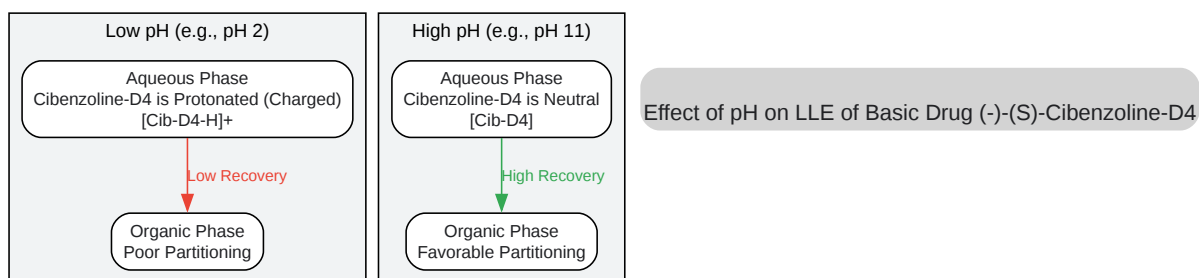 Low pH (e.g., pH 2)
Aqueous Phase
Cibenzoline-D4 is Protonated (Charged)
[Cib-D4-H]+
Low Recovery
Organic Phase
Poor Partitioning
High pH (e.g., pH 11)
Aqueous Phase
Cibenzoline-D4 is Neutral
[Cib-D4]
High Recovery
Organic Phase
Favorable Partitioning
Effect of pH on LLE of Basic Drug (-)-(S)-Cibenzoline-D4